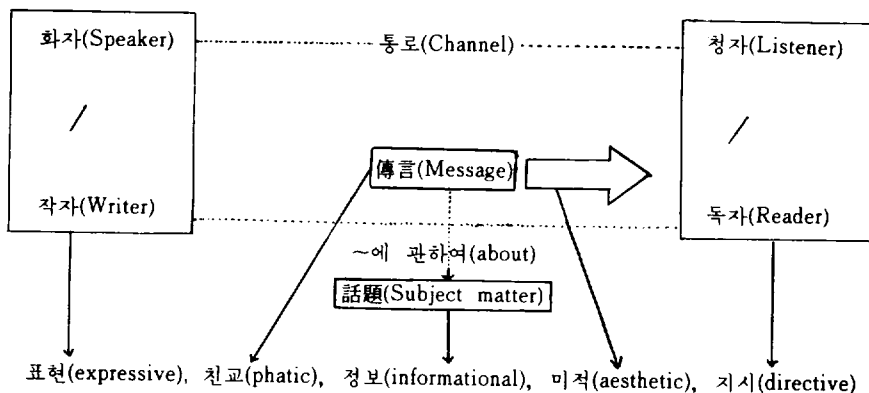 화자(Speaker) 통로(Channel) 청자(Listener)
傳言(Message)
작자(Writer) 독자(Reader)
~에 관하여(about)
話題(Subject matter)
표현(expressive), 친교(phatic), 정보(informational), 미적(aesthetic), 지시(directive)